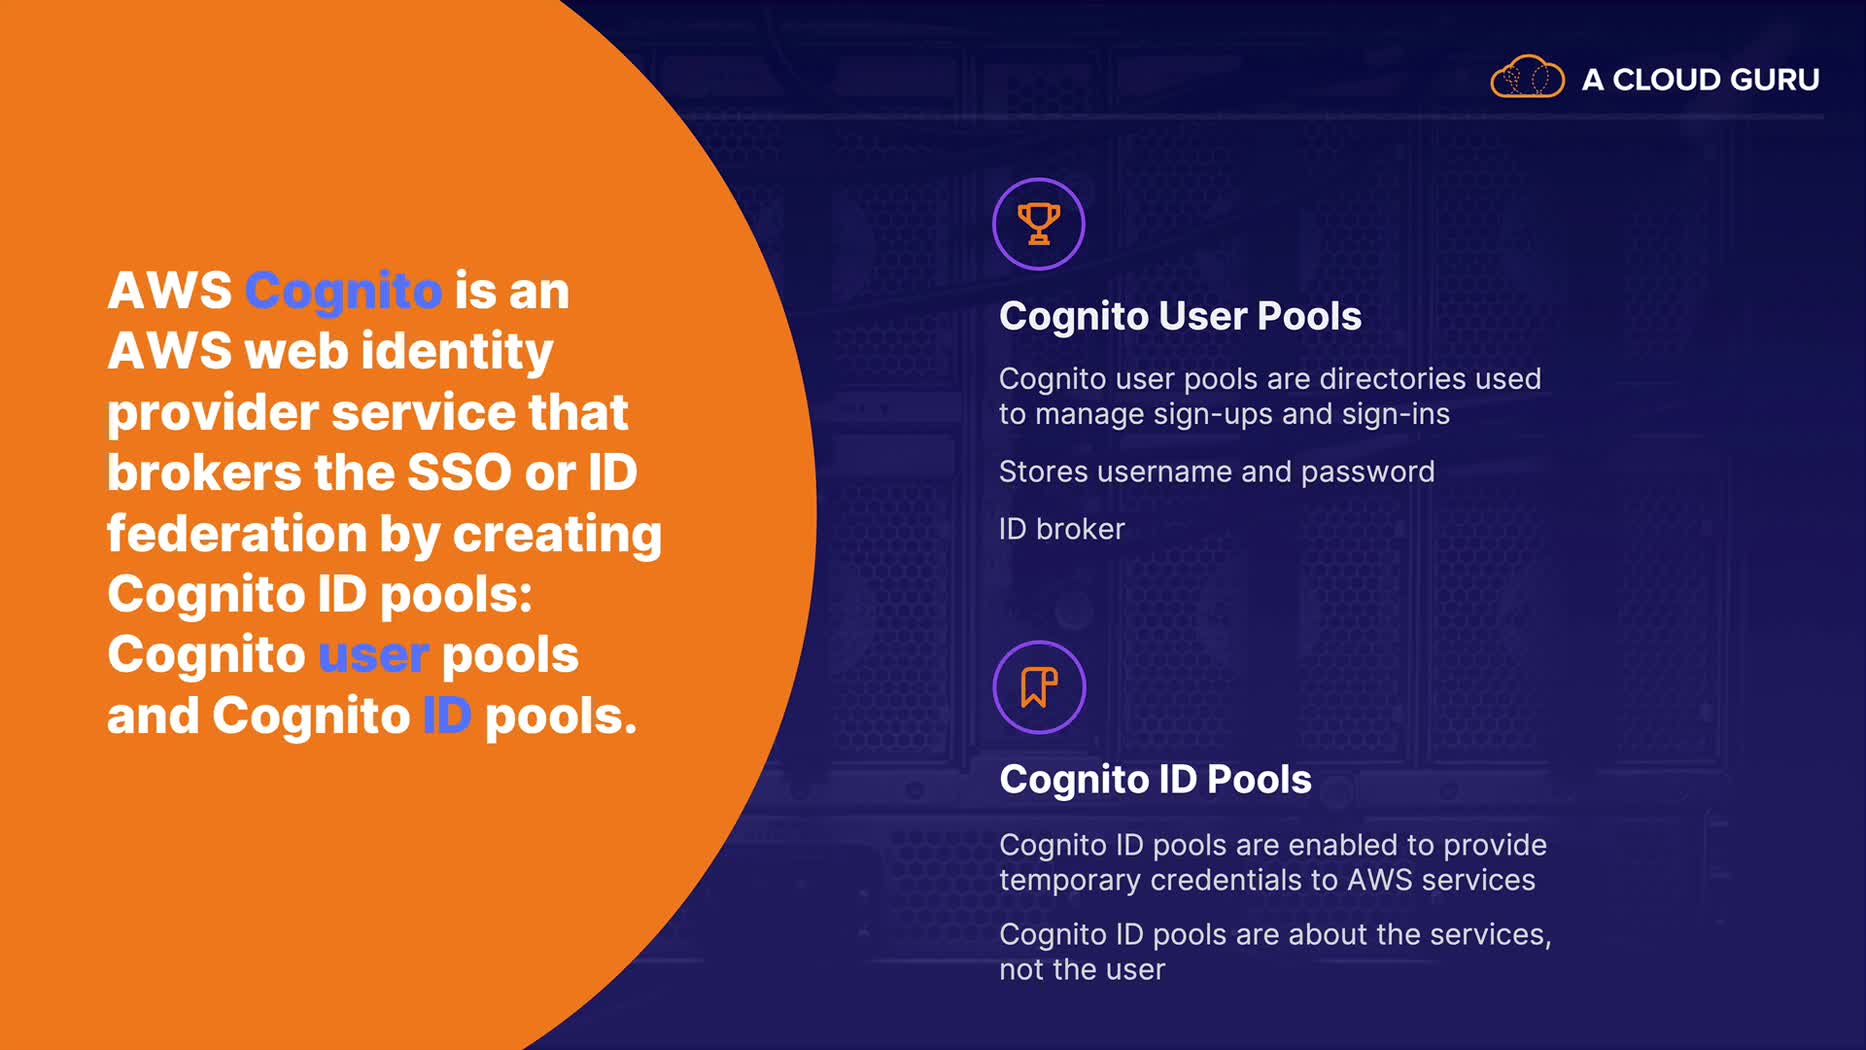 A CLOUD GURU
AWS Cognito is an
AWS web identity
provider service that
brokers the SSO or ID
federation by creating
Cognito ID pools:
Cognito user pools
and Cognito ID pools.
Cognito User Pools
Cognito user pools are directories used
to manage sign-ups and sign-ins
Stores username and password
ID broker
Cognito ID Pools
Cognito ID pools are enabled to provide
temporary credentials to AWS services
Cognito ID pools are about the services,
not the user